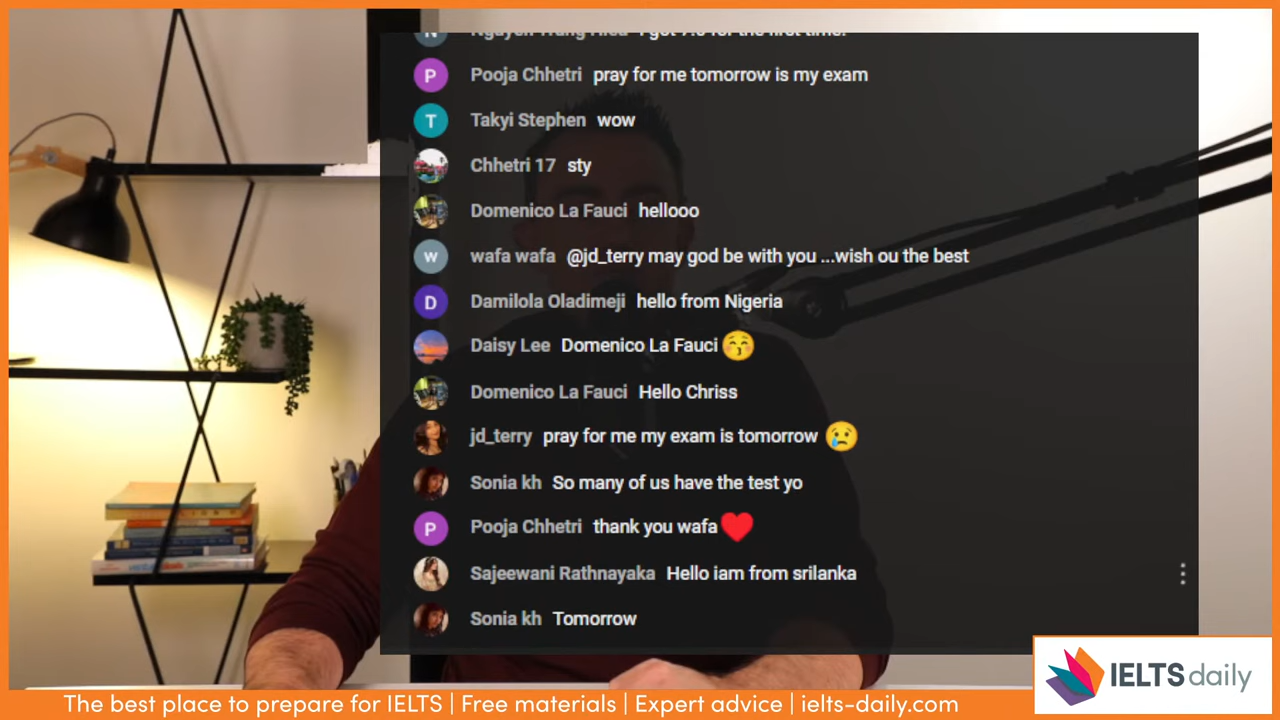 Pooja Chhetri pray for me tomorrow is my exam
Takyi Stephen wow
Chhetri 17 sty
Domenico La Fauci hellooo
wafa wafa @jd_terry may god be with you ...wish ou the best
Damilola Oladimeji hello from Nigeria
Daisy Lee Domenico La Fauci 😚
Domenico La Fauci Hello Chriss
jd_terry pray for me my exam is tomorrow 😢
Sonia kh So many of us have the test yo
Pooja Chhetri thank you wafa❤️
Sajeewani Rathnayaka Hello iam from srilanka
Sonia kh Tomorrow
IELTS daily
The best place to prepare for IELTS | Free materials | Expert advice | ielts-daily.com